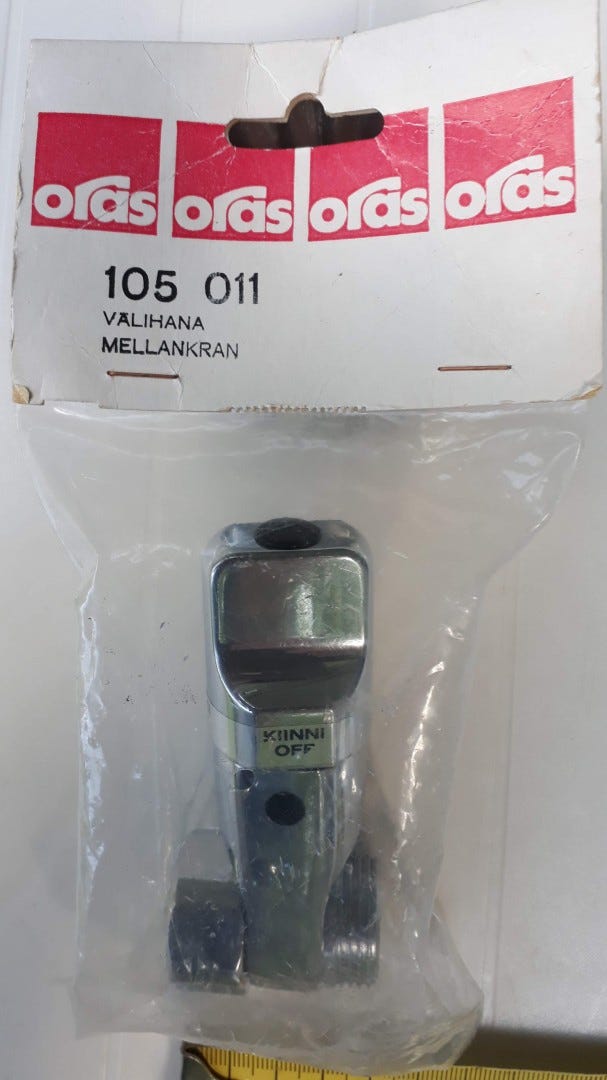 oras oras oras oras
105 011
VÄLIHANA
MELLANKRAN
KIINNI
OFF